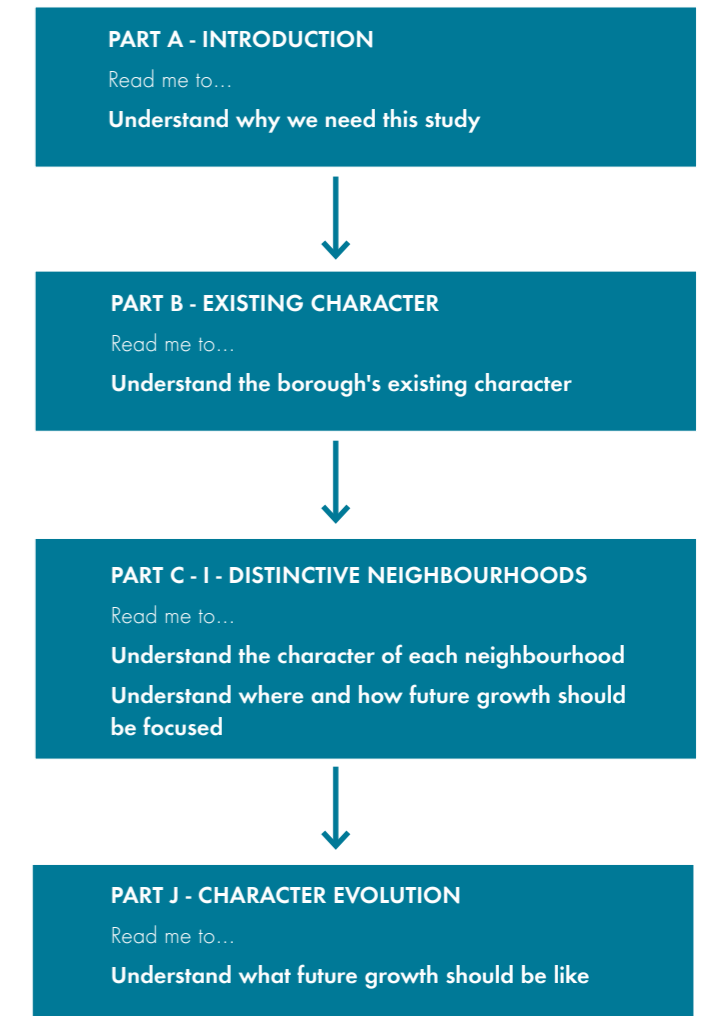 PART A - INTRODUCTION
Read me to...
Understand why we need this study
PART B - EXISTING CHARACTER
Read me to...
Understand the borough's existing character
PART C - I - DISTINCTIVE NEIGHBOURHOODS
Read me to...
Understand the character of each neighbourhood
Understand where and how future growth should
be focused
PART J - CHARACTER EVOLUTION
Read me to...
Understand what future growth should be like